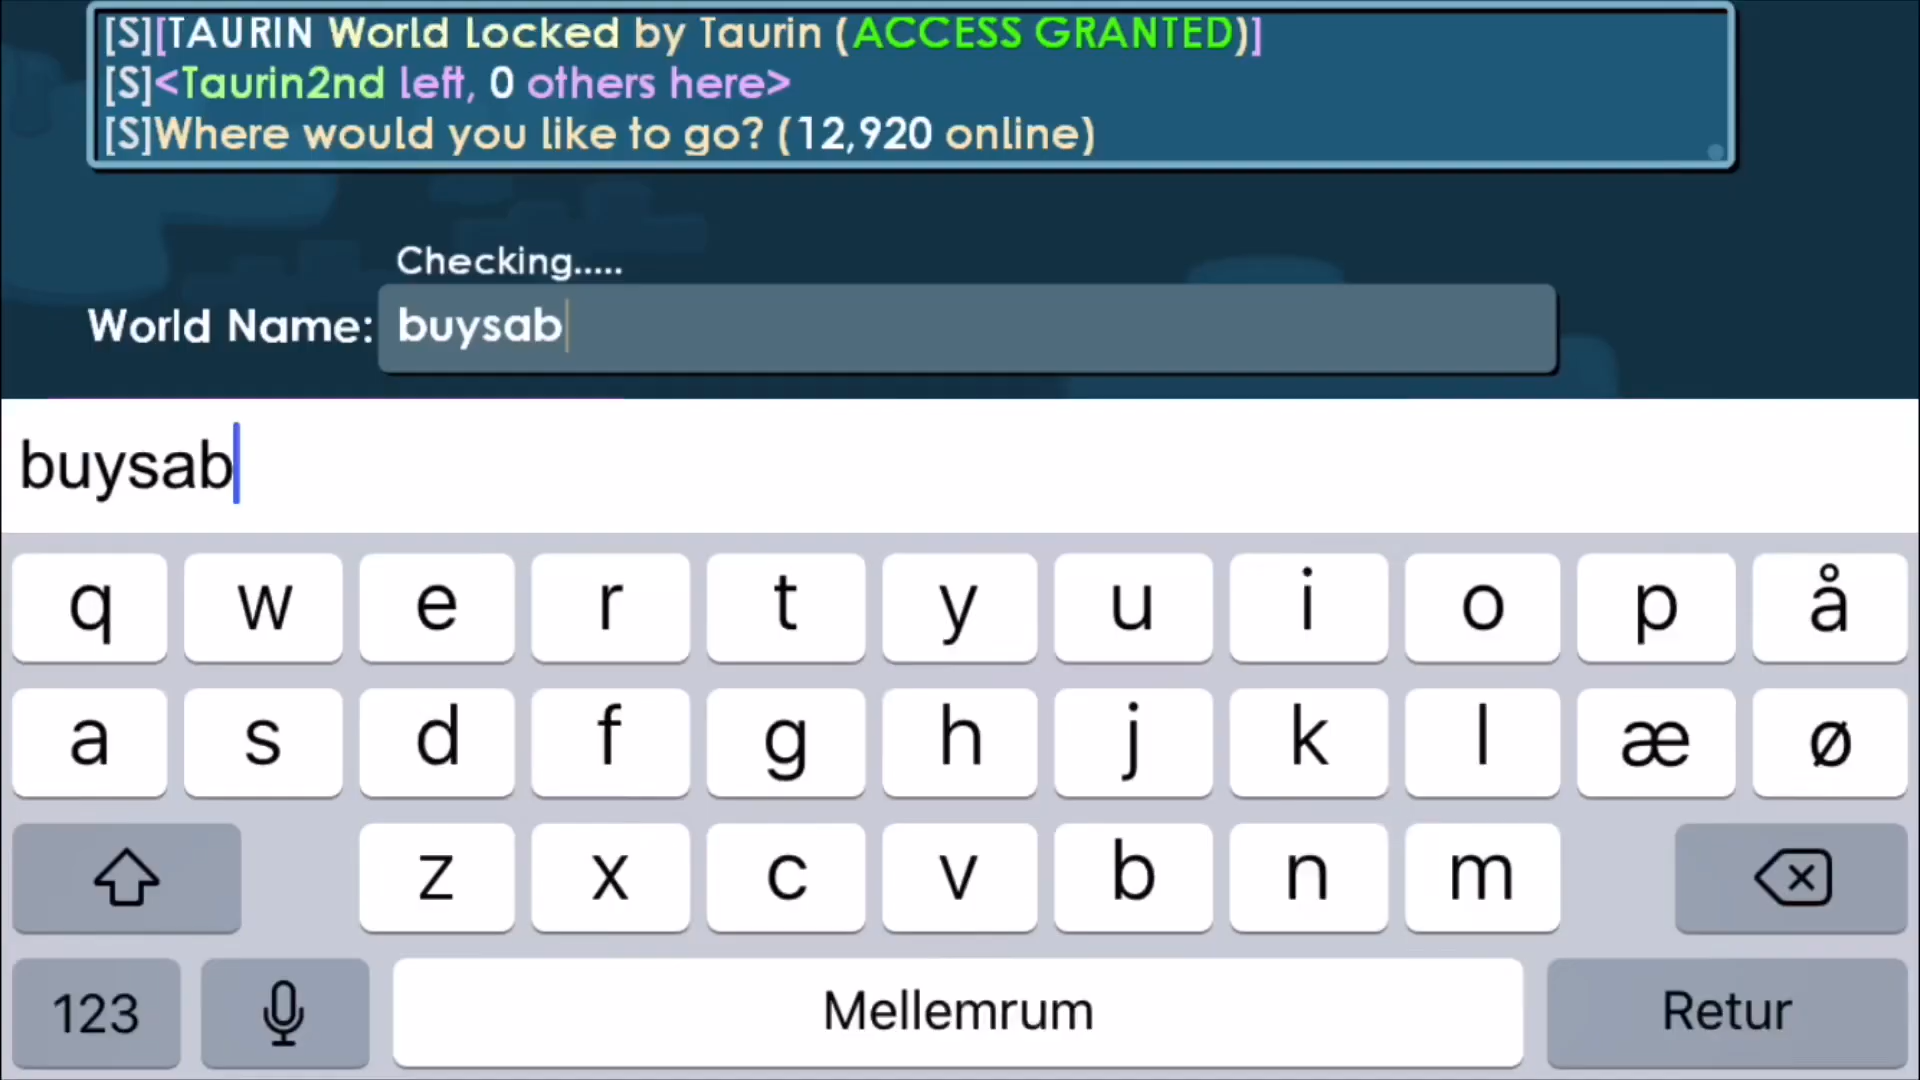 [S][TAURIN World Locked by Taurin (ACCESS GRANTED)]
[S]<Taurin2nd left, 0 others here>
[S]Where would you like to go? (12,920 online)
Checking.....
World Name: buysab
buysab
q w e r t y u i o p å
a s d f g h j k l æ ø
z x c v b n m
123 Mellemrum Retur